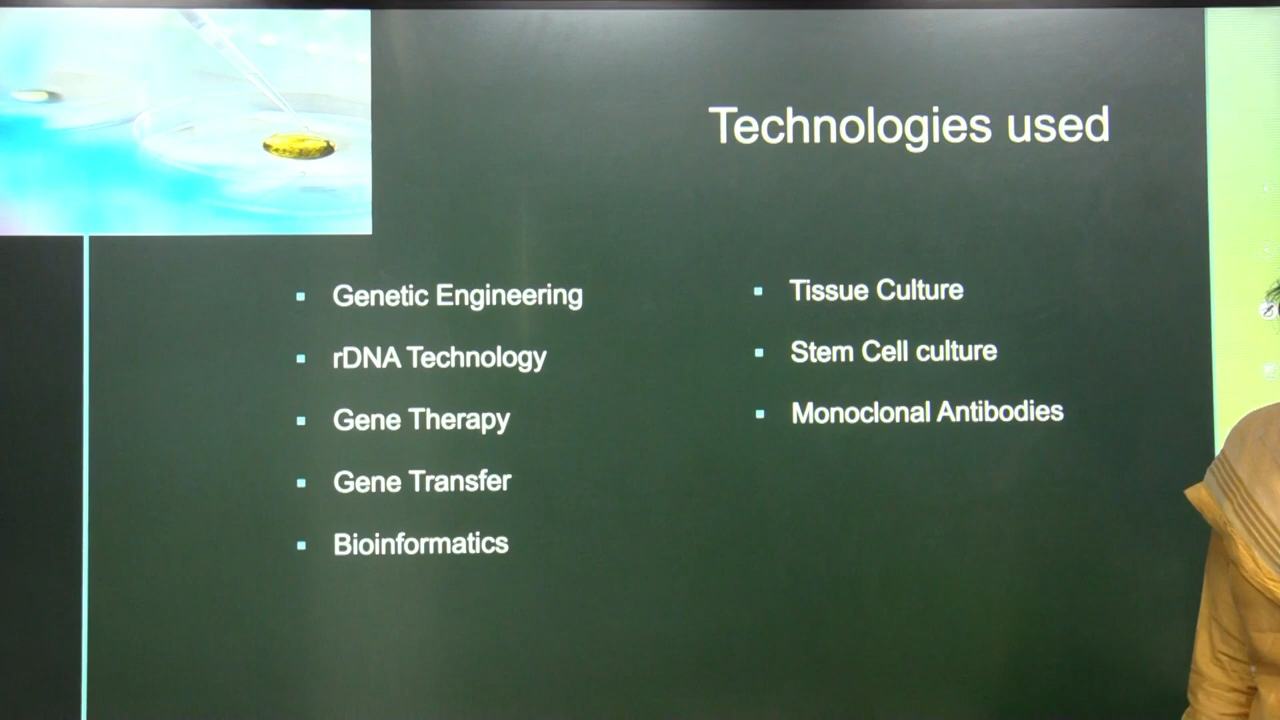 Technologies used
Genetic Engineering
rDNA Technology
Gene Therapy
Gene Transfer
Bioinformatics
Tissue Culture
Stem Cell culture
Monoclonal Antibodies